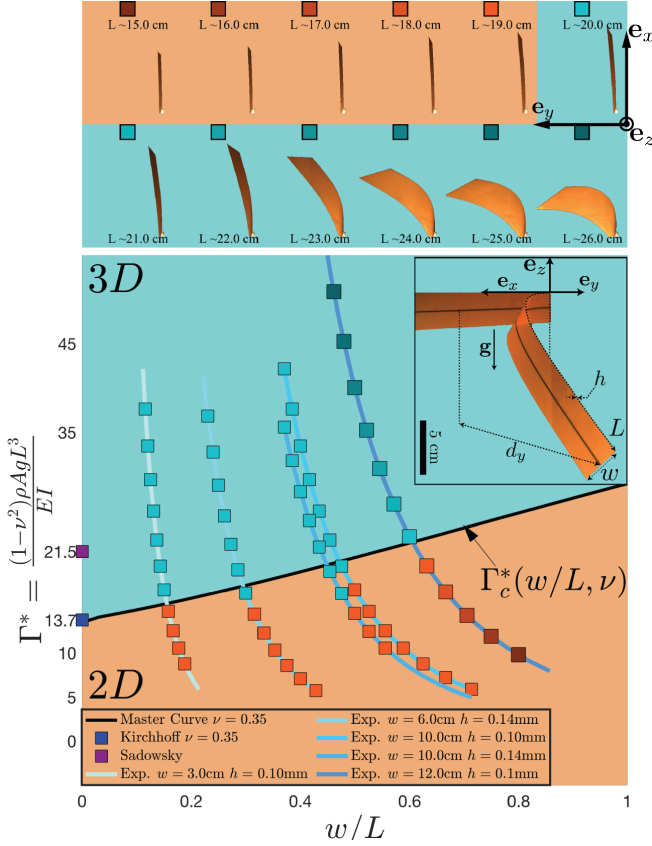 L ~15.0 cm L ~16.0 cm L ~17.0 cm L ~18.0 cm L ~19.0 cm L ~20.0 cm
e_x
e_y
e_z
L ~21.0 cm L ~22.0 cm L ~23.0 cm L ~24.0 cm L ~25.0 cm L ~26.0 cm
3D
e_z
e_x e_y
g
h
5 cm
d_y
L
w
Γ* = (1−ν²)ρAgL³ / EI
45
35
21.5
13.7
10
5
0
Γ*_c(w/L, ν)
2D
Master Curve ν = 0.35
Kirchhoff ν = 0.35
Sadowsky
Exp. w = 3.0cm h = 0.10mm
Exp. w = 6.0cm h = 0.14mm
Exp. w = 10.0cm h = 0.10mm
Exp. w = 10.0cm h = 0.14mm
Exp. w = 12.0cm h = 0.1mm
0 0.2 0.4 0.6 0.8 1
w/L